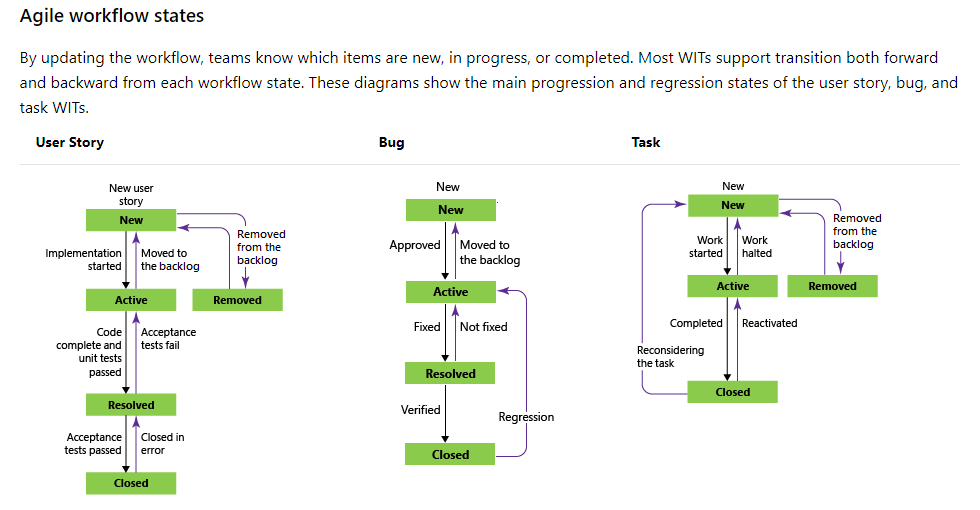 Agile workflow states
By updating the workflow, teams know which items are new, in progress, or completed. Most WITs support transition both forward
and backward from each workflow state. These diagrams show the main progression and regression states of the user story, bug, and
task WITs.
User Story
New user
story
New
Implementation
started
Moved to
the backlog
Removed
from the
backlog
Active
Removed
Code
complete and
unit tests
passed
Acceptance
tests fail
Resolved
Acceptance
tests passed
Closed in
error
Closed
Bug
New
New
Approved
Moved to
the backlog
Active
Fixed
Not fixed
Resolved
Verified
Regression
Closed
Task
New
New
Work
started
Work
halted
Removed
from the
backlog
Active
Removed
Completed
Reactivated
Reconsidering
the task
Closed